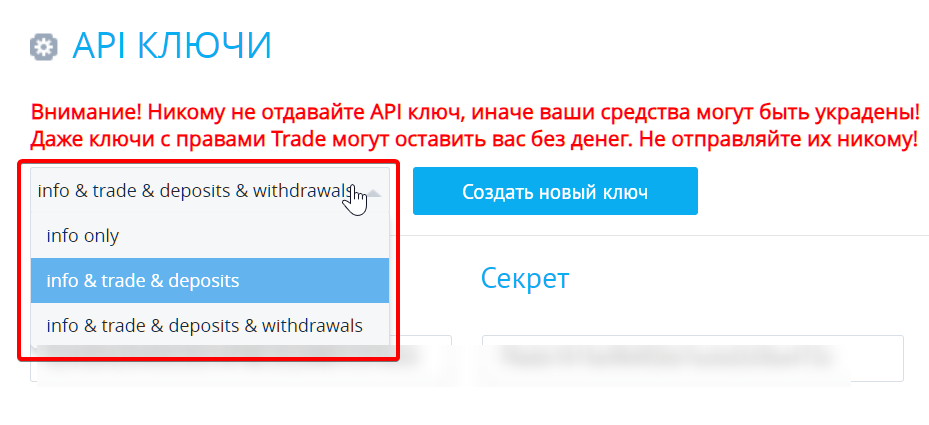 API КЛЮЧИ
Внимание! Никому не отдавайте API ключ, иначе ваши средства могут быть украдены!
Даже ключи с правами Trade могут оставить вас без денег. Не отправляйте их никому!
info & trade & deposits & withdrawals
Создать новый ключ
info only
info & trade & deposits
Секрет
info & trade & deposits & withdrawals